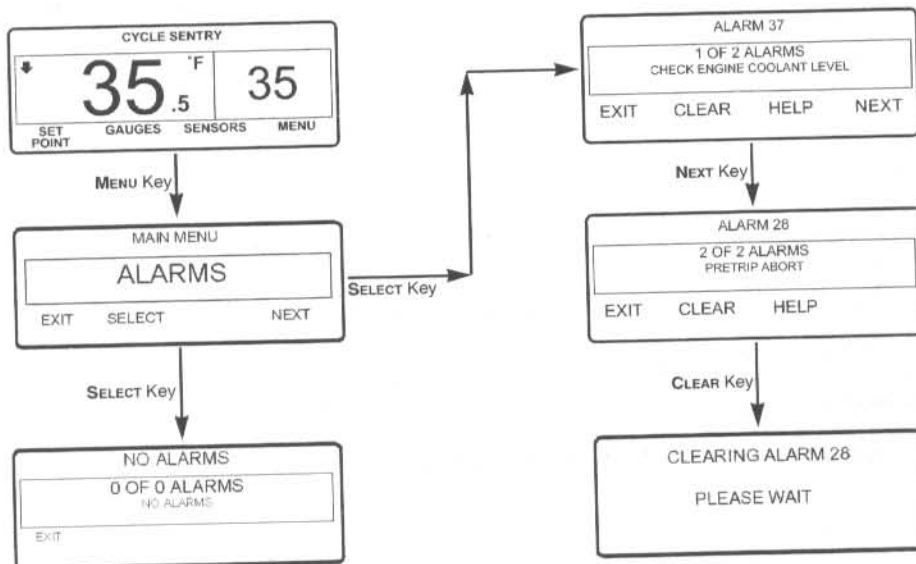 CYCLE SENTRY
35.5 °F 35
SET POINT GAUGES SENSORS MENU
MENU Key
MAIN MENU
ALARMS
EXIT SELECT NEXT
SELECT Key
SELECT Key
NO ALARMS
0 OF 0 ALARMS
NO ALARMS
EXIT
ALARM 37
1 OF 2 ALARMS
CHECK ENGINE COOLANT LEVEL
EXIT CLEAR HELP NEXT
NEXT Key
ALARM 28
2 OF 2 ALARMS
PRETRIP ABORT
EXIT CLEAR HELP
CLEAR Key
CLEARING ALARM 28
PLEASE WAIT